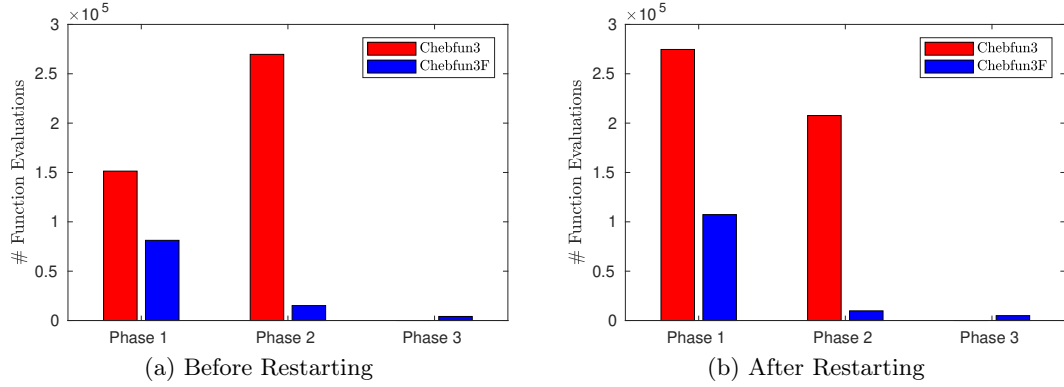 ×10^5
3
2.5
2
1.5
1
0.5
0
# Function Evaluations
Chebfun3
Chebfun3F
Phase 1
Phase 2
Phase 3
(a) Before Restarting
×10^5
3
2.5
2
1.5
1
0.5
0
# Function Evaluations
Chebfun3
Chebfun3F
Phase 1
Phase 2
Phase 3
(b) After Restarting